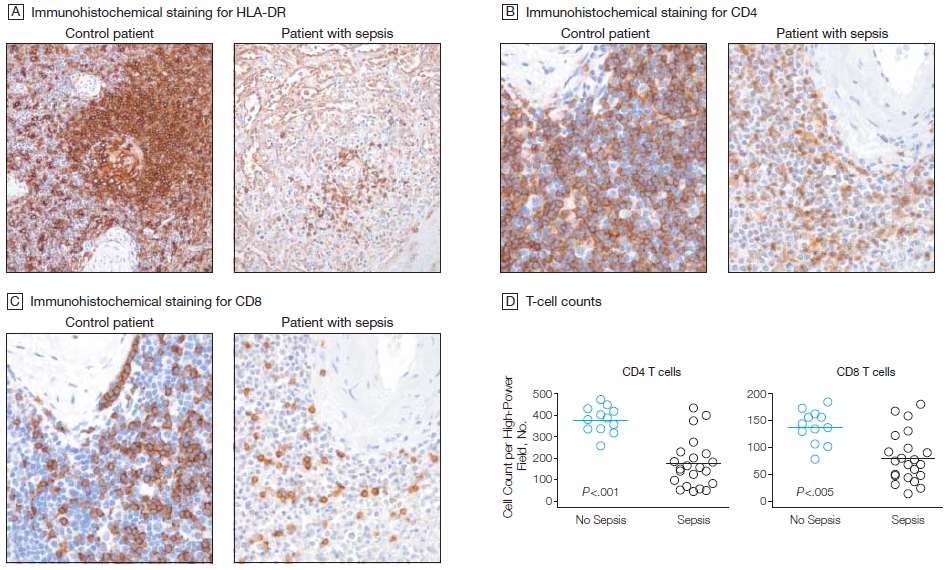 A Immunohistochemical staining for HLA-DR
Control patient
Patient with sepsis
B Immunohistochemical staining for CD4
Control patient
Patient with sepsis
C Immunohistochemical staining for CD8
Control patient
Patient with sepsis
D T-cell counts
CD4 T cells
Cell Count per High-Power
Field, No.
500
400
300
200
100
0
P<.001
No Sepsis
Sepsis
CD8 T cells
200
150
100
50
0
P<.005
No Sepsis
Sepsis